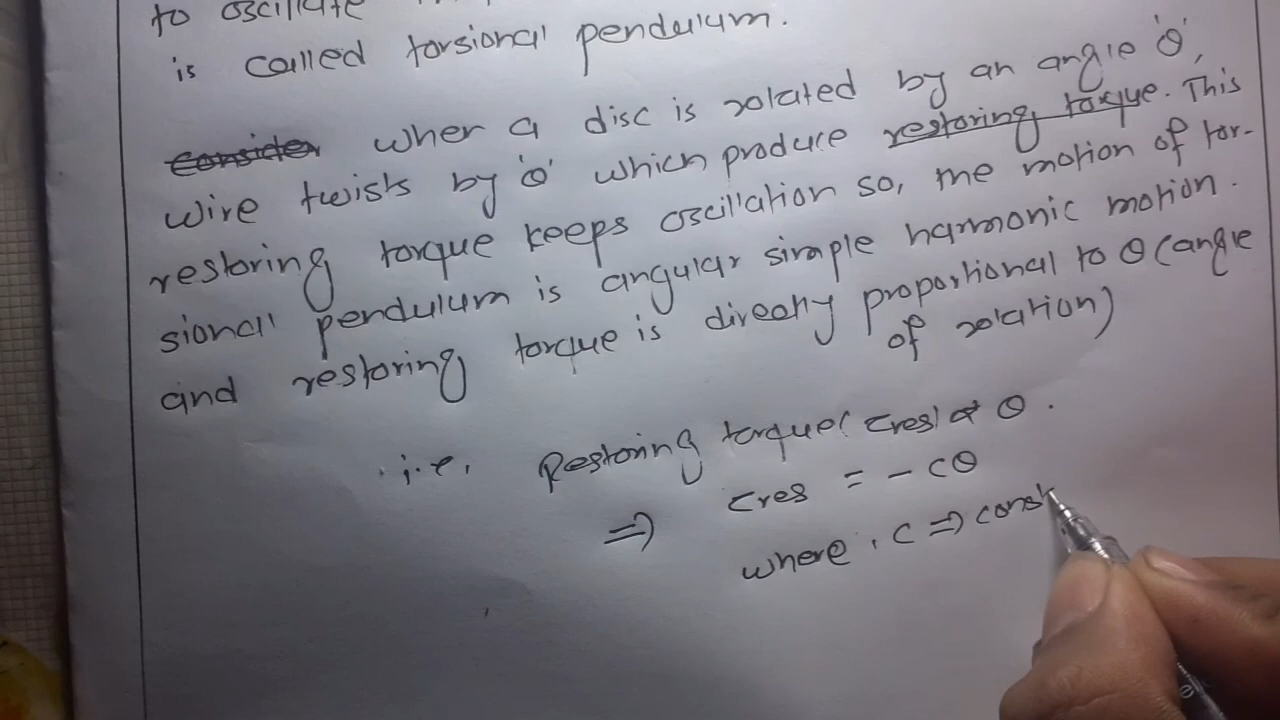 to oscillate
is called torsional pendulum.
when a disc is rotated by an angle 'θ',
wire twists by 'θ' which produce restoring torque. This
restoring torque keeps oscillation so, the motion of tor-
sional pendulum is angular simple harmonic motion.
and restoring torque is directly proportional to θ (angle
of rotation)
i.e. Restoring torque (τres) α θ.
⇒ τres = - cθ
where, c ⇒ const